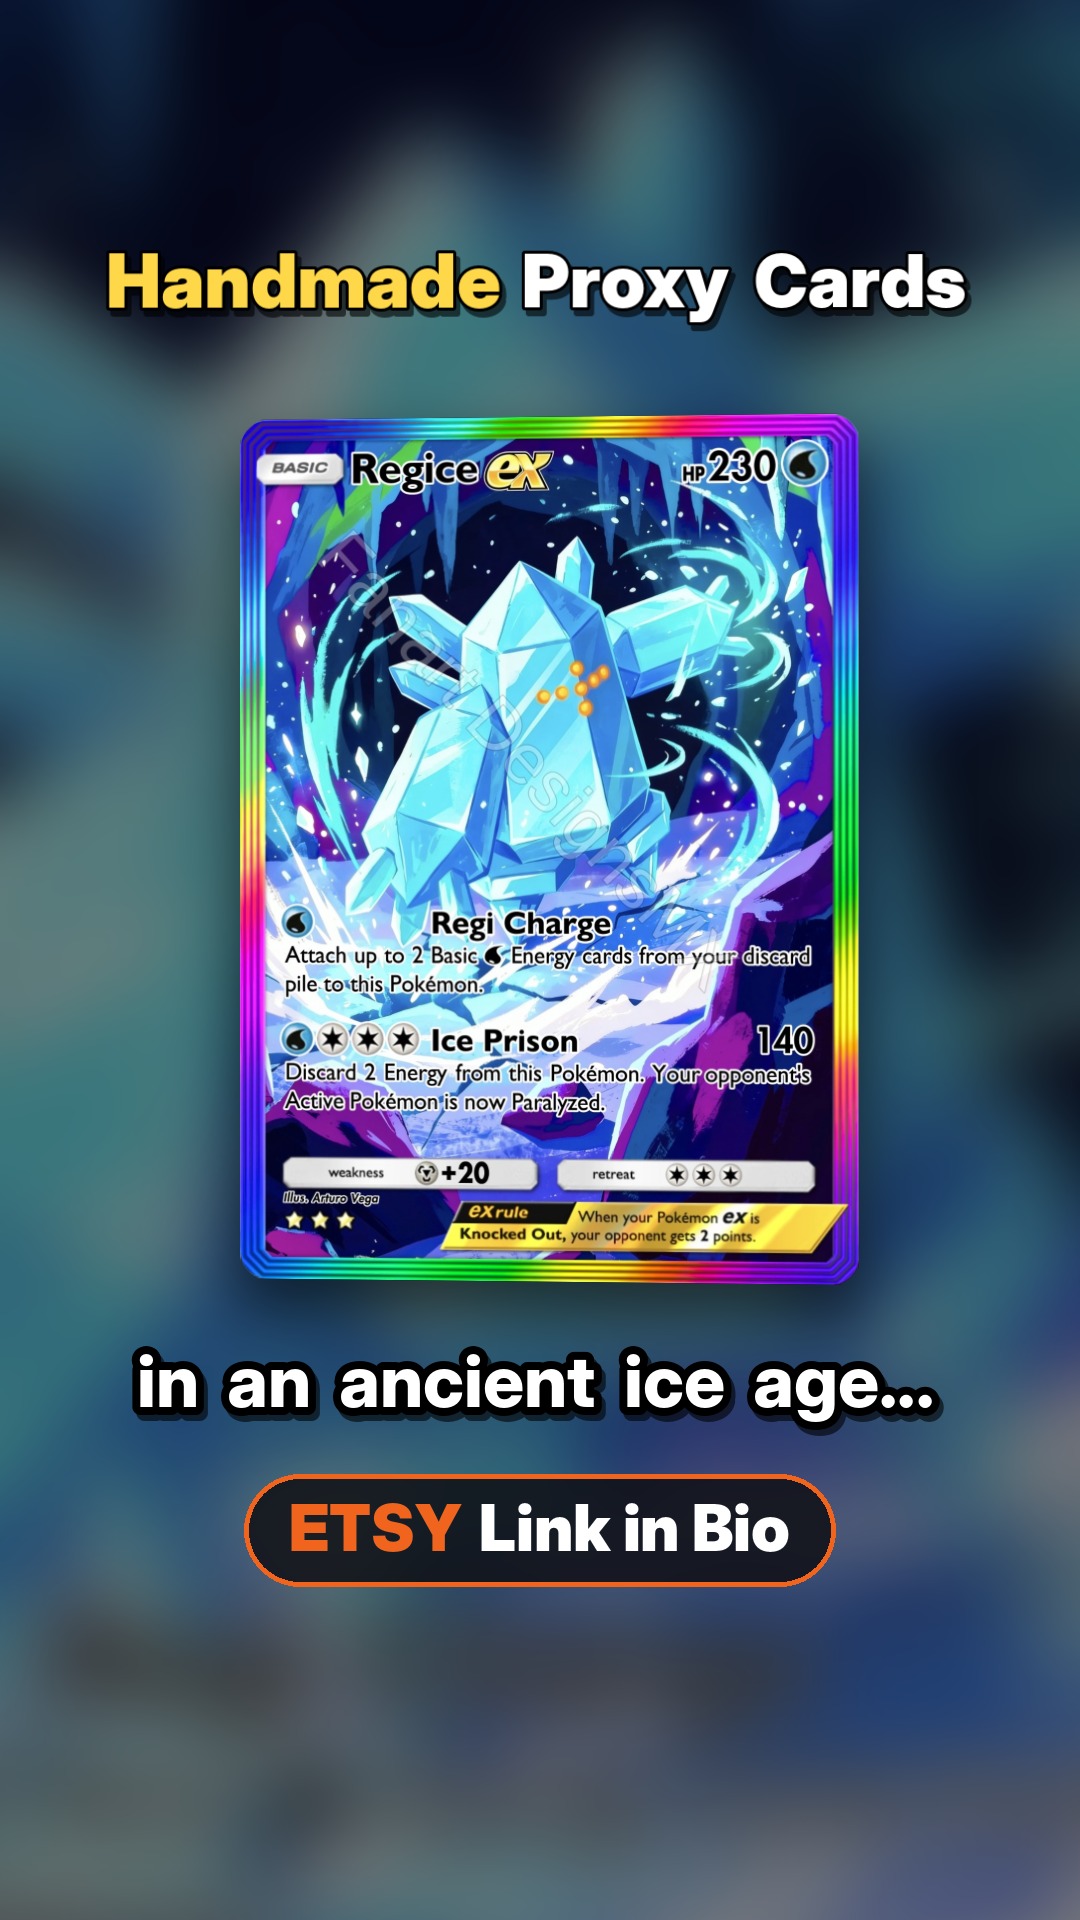 Handmade Proxy Cards
BASIC Regice ex HP 230
FanartDesigns
Regi Charge
Attach up to 2 Basic Energy cards from your discard
pile to this Pokémon.
Ice Prison 140
Discard 2 Energy from this Pokémon. Your opponent's
Active Pokémon is now Paralyzed.
weakness +20 retreat
Illus. Arturo Vega
ex rule When your Pokémon ex is
Knocked Out, your opponent gets 2 points.
in an ancient ice age...
ETSY Link in Bio